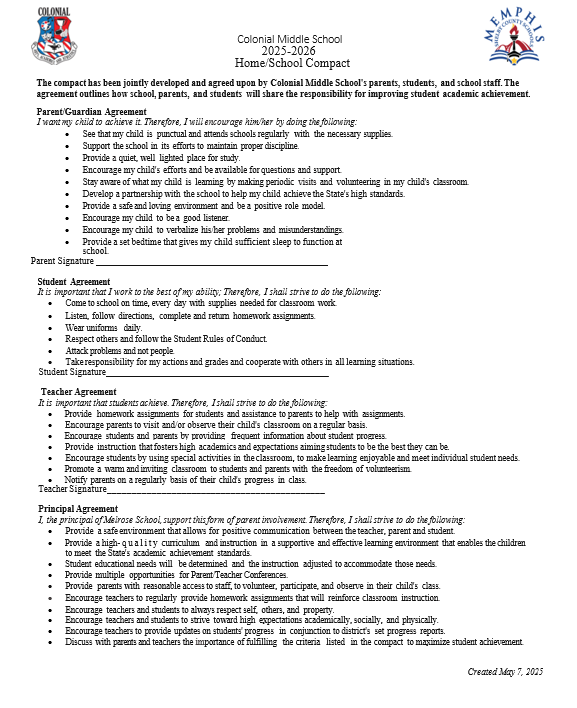 COLONIAL
MEMPHIS
SHELBY COUNTY SCHOOLS
Colonial Middle School
2025-2026
Home/School Compact
The compact has been jointly developed and agreed upon by Colonial Middle School's parents, students, and school staff. The
agreement outlines how school, parents, and students will share the responsibility for improving student academic achievement.
Parent/Guardian Agreement
I want my child to achieve it. Therefore, I will encourage him/her by doing the following:
• See that my child is punctual and attends schools regularly with the necessary supplies.
• Support the school in its efforts to maintain proper discipline.
• Provide a quiet, well lighted place for study.
• Encourage my child's efforts and be available for questions and support.
• Stay aware of what my child is learning by making periodic visits and volunteering in my child's classroom.
• Develop a partnership with the school to help my child achieve the State's high standards.
• Provide a safe and loving environment and be a positive role model.
• Encourage my child to be a good listener.
• Encourage my child to verbalize his/her problems and misunderstandings.
• Provide a set bedtime that gives my child sufficient sleep to function at
school.
Parent Signature ____________________
Student Agreement
It is important that I work to the best of my ability; Therefore, I shall strive to do the following:
• Come to school on time, every day with supplies needed for classroom work.
• Listen, follow directions, complete and return homework assignments.
• Wear uniforms daily.
• Respect others and follow the Student Rules of Conduct.
• Attack problems and not people.
• Take responsibility for my actions and grades and cooperate with others in all learning situations.
Student Signature____________________
Teacher Agreement
It is important that students achieve. Therefore, I shall strive to do the following:
• Provide homework assignments for students and assistance to parents to help with assignments.
• Encourage parents to visit and/or observe their child's classroom on a regular basis.
• Encourage students and parents by providing frequent information about student progress.
• Provide instruction that fosters high academics and expectations aiming students to be the best they can be.
• Encourage students by using special activities in the classroom, to make learning enjoyable and meet individual student needs.
• Promote a warm and inviting classroom to students and parents with the freedom of volunteerism.
• Notify parents on a regularly basis of their child's progress in class.
Teacher Signature____________________
Principal Agreement
I, the principal of Melrose School, support this form of parent involvement. Therefore, I shall strive to do the following:
• Provide a safe environment that allows for positive communication between the teacher, parent and student.
• Provide a high- quality curriculum and instruction in a supportive and effective learning environment that enables the children
to meet the State's academic achievement standards.
• Student educational needs will be determined and the instruction adjusted to accommodate those needs.
• Provide multiple opportunities for Parent/Teacher Conferences.
• Provide parents with reasonable access to staff, to volunteer, participate, and observe in their child's class.
• Encourage teachers to regularly provide homework assignments that will reinforce classroom instruction.
• Encourage teachers and students to always respect self, others, and property.
• Encourage teachers and students to strive toward high expectations academically, socially, and physically.
• Encourage teachers to provide updates on students' progress in conjunction to district's set progress reports.
• Discuss with parents and teachers the importance of fulfilling the criteria listed in the compact to maximize student achievement.
Created May 7, 2025